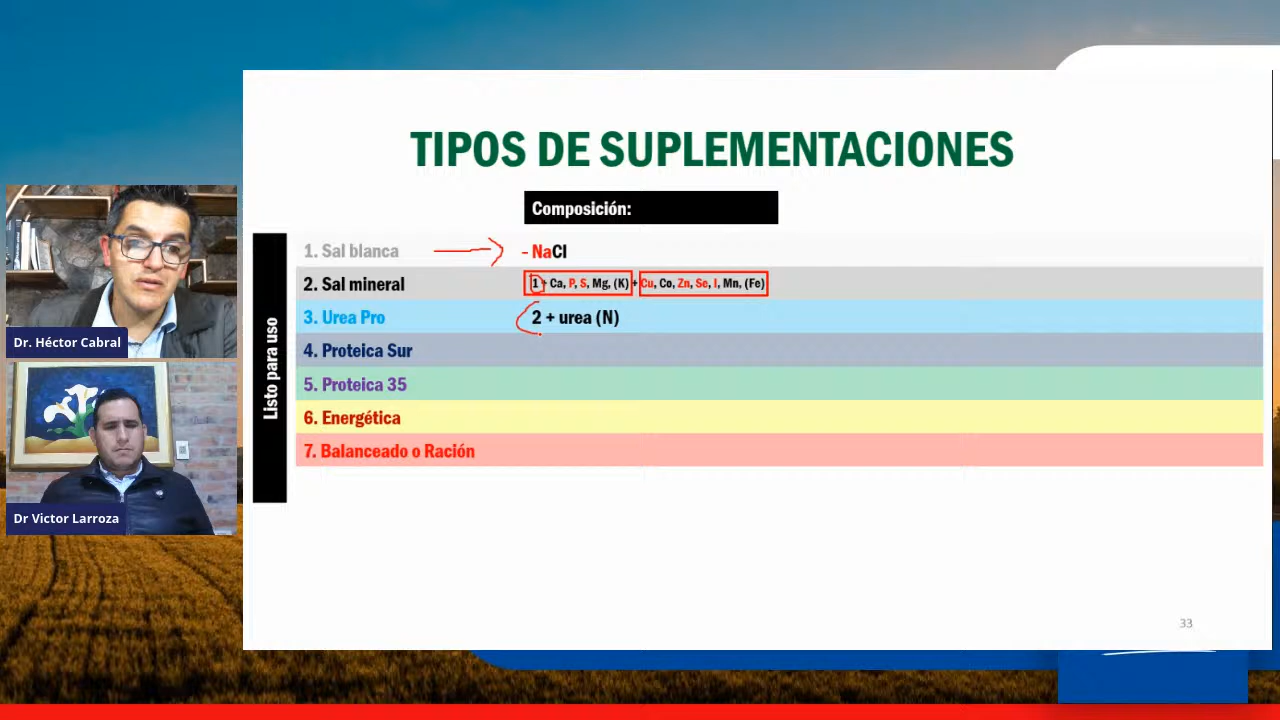 TIPOS DE SUPLEMENTACIONES
Composición:
1. Sal blanca - NaCl
2. Sal mineral 1 + Ca, P, S, Mg, (K) + Cu, Co, Zn, Se, I, Mn, (Fe)
3. Urea Pro 2 + urea (N)
4. Proteica Sur
5. Proteica 35
6. Energética
7. Balanceado o Ración
Listo para uso
Dr. Héctor Cabral
Dr Victor Larroza
33